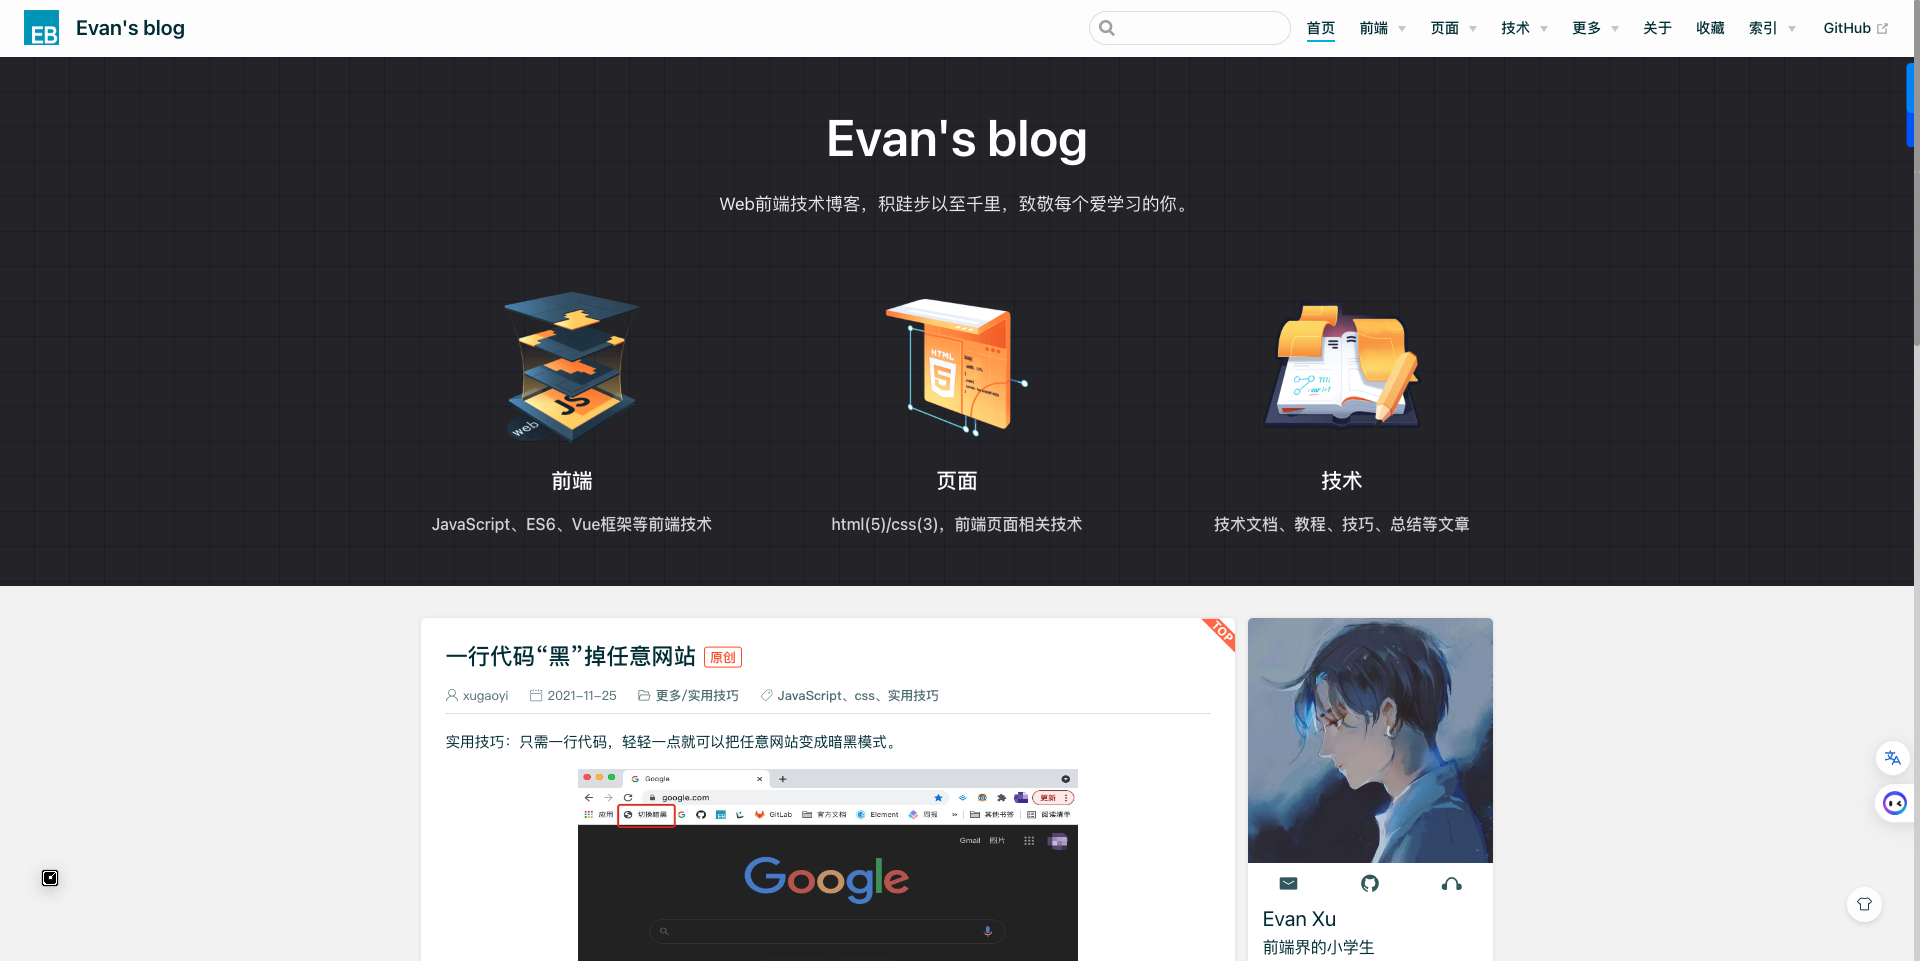 EB Evan's blog 首页 前端 页面 技术 更多 关于 收藏 索引 GitHub
Evan's blog
Web前端技术博客，积跬步以至千里，致敬每个爱学习的你。
HTML
5
JS
web
前端 页面 技术
JavaScript、ES6、Vue框架等前端技术 html(5)/css(3)，前端页面相关技术 技术文档、教程、技巧、总结等文章
TOP
一行代码“黑”掉任意网站 原创
xugaoyi 2021-11-25 更多/实用技巧 JavaScript、css、实用技巧
实用技巧：只需一行代码，轻轻一点就可以把任意网站变成暗黑模式。
G Google
google.com 更新
应用 切换暗黑 GitLab 官方文档 Element 周报 » 其他书签 阅读清单
Gmail 图片
Google
Evan Xu
前端界的小学生